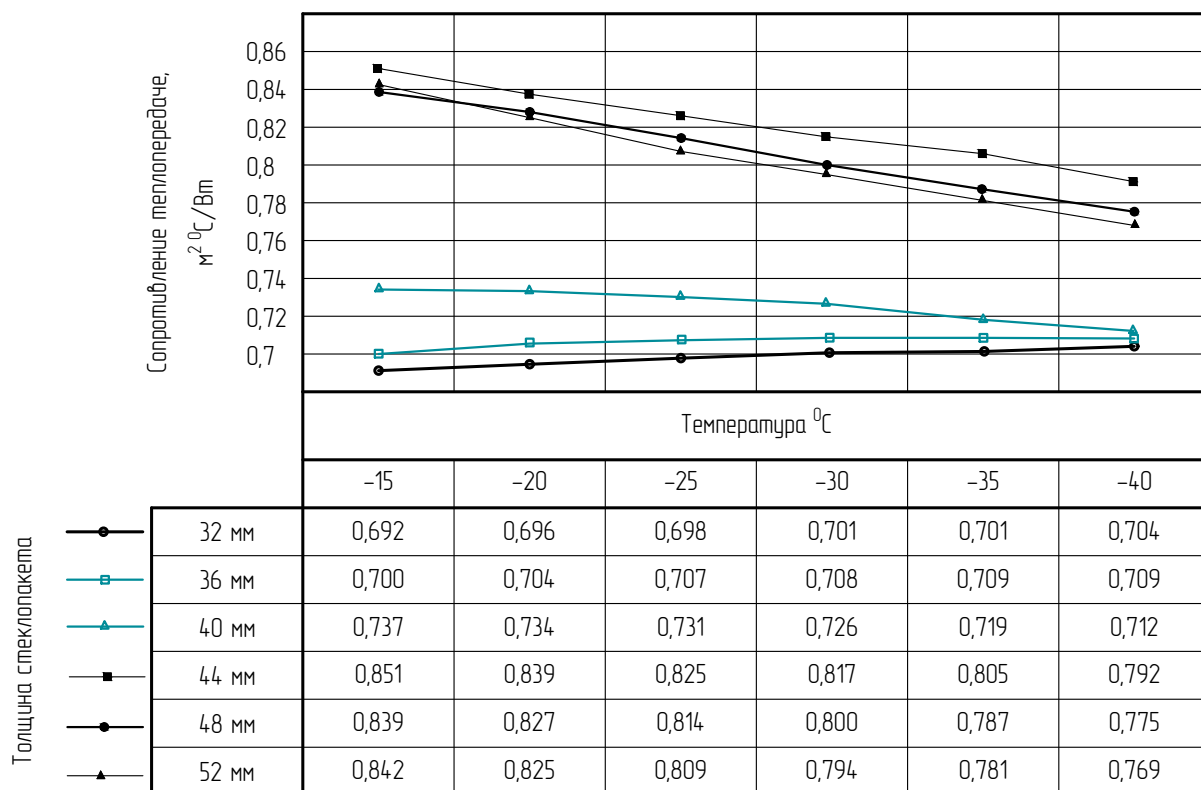 Сопротивление теплопередаче,
м² ⁰С/Вт
0,86
0,84
0,82
0,8
0,78
0,76
0,74
0,72
0,7
Температура ⁰С
–15 –20 –25 –30 –35 –40
Толщина стеклопакета
32 мм 0,692 0,696 0,698 0,701 0,701 0,704
36 мм 0,700 0,704 0,707 0,708 0,709 0,709
40 мм 0,737 0,734 0,731 0,726 0,719 0,712
44 мм 0,851 0,839 0,825 0,817 0,805 0,792
48 мм 0,839 0,827 0,814 0,800 0,787 0,775
52 мм 0,842 0,825 0,809 0,794 0,781 0,769